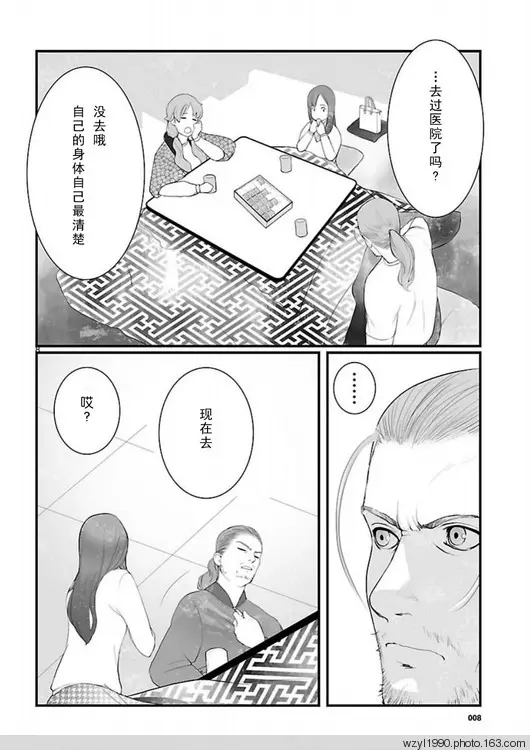 …去过医院了吗？
没去哦
自己的身体自己最清楚
……
现在去
哎？
008
wzyl1990.photo.163.com